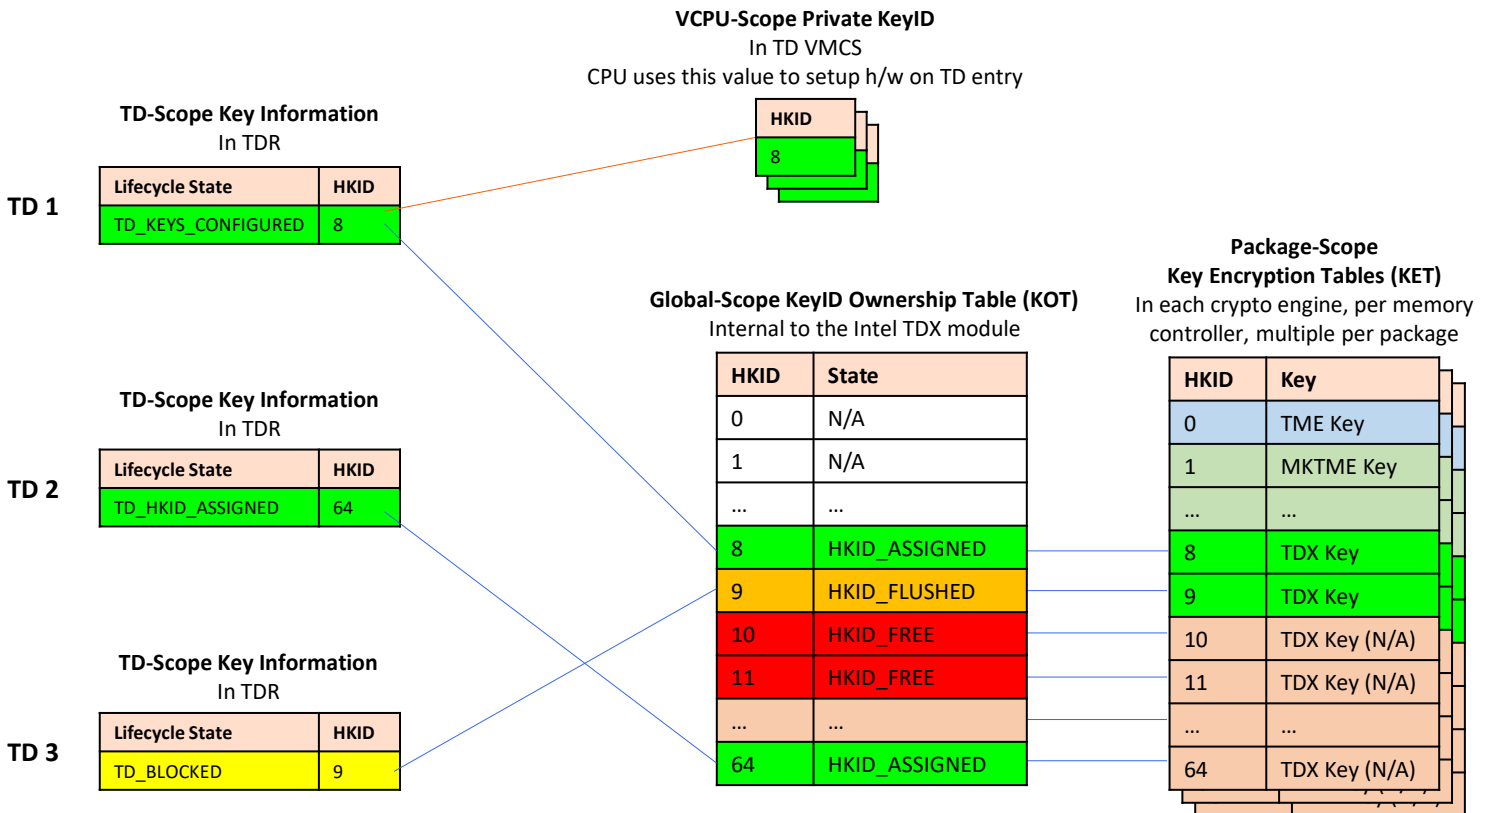 VCPU-Scope Private KeyID
In TD VMCS
CPU uses this value to setup h/w on TD entry
HKID
8
TD-Scope Key Information
In TDR
Lifecycle State HKID
TD 1
TD_KEYS_CONFIGURED 8
TD-Scope Key Information
In TDR
Lifecycle State HKID
TD 2
TD_HKID_ASSIGNED 64
TD-Scope Key Information
In TDR
Lifecycle State HKID
TD 3
TD_BLOCKED 9
Global-Scope KeyID Ownership Table (KOT)
Internal to the Intel TDX module
HKID State
0 N/A
1 N/A
... ...
8 HKID_ASSIGNED
9 HKID_FLUSHED
10 HKID_FREE
11 HKID_FREE
... ...
64 HKID_ASSIGNED
Package-Scope
Key Encryption Tables (KET)
In each crypto engine, per memory
controller, multiple per package
HKID Key
0 TME Key
1 MKTME Key
... ...
8 TDX Key
9 TDX Key
10 TDX Key (N/A)
11 TDX Key (N/A)
... ...
64 TDX Key (N/A)